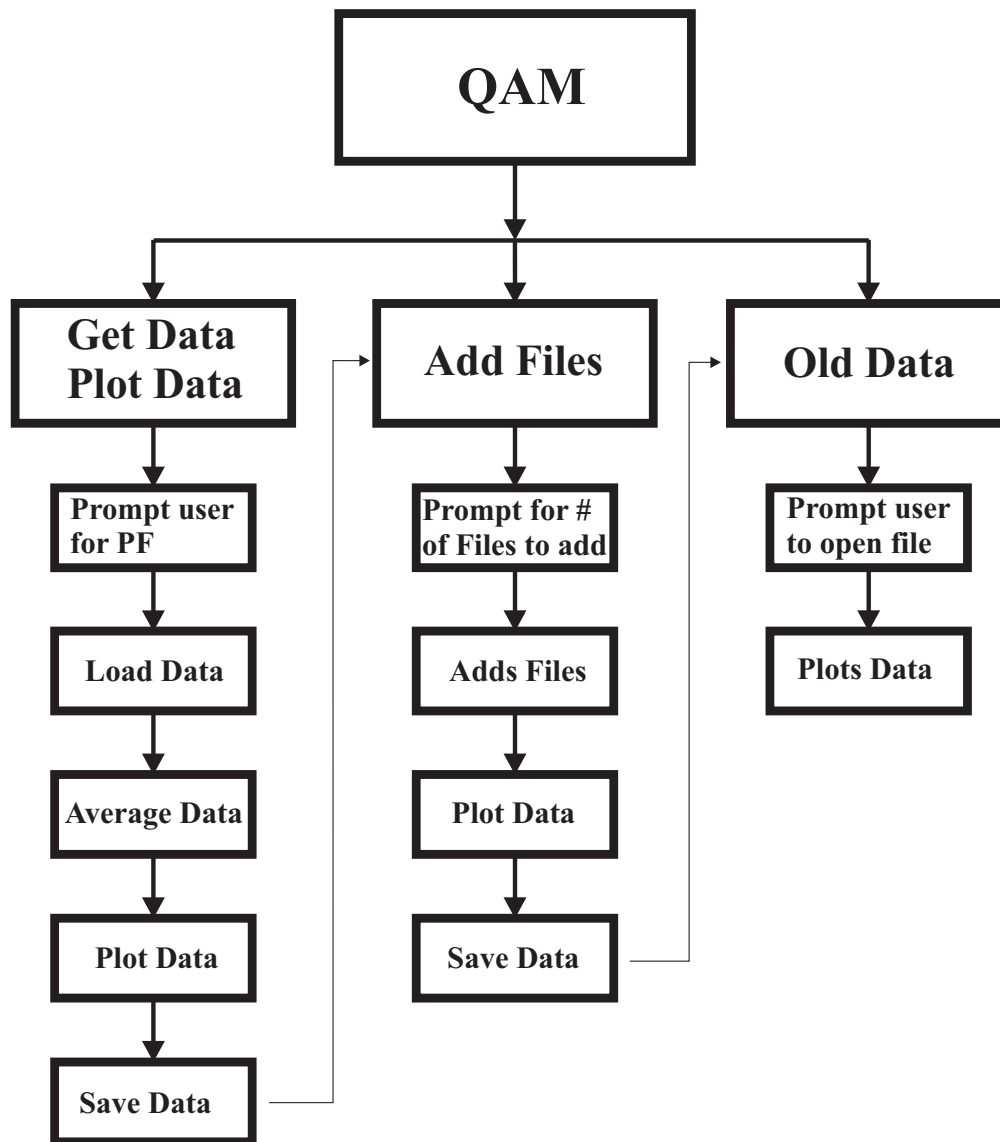 QAM
Get Data
Plot Data
Prompt user
for PF
Load Data
Average Data
Plot Data
Save Data
Add Files
Prompt for #
of Files to add
Adds Files
Plot Data
Save Data
Old Data
Prompt user
to open file
Plots Data